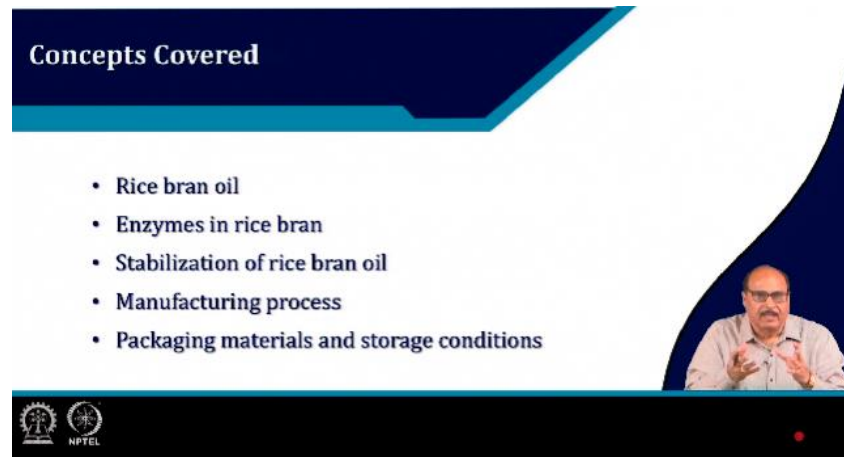 Concepts Covered
• Rice bran oil
• Enzymes in rice bran
• Stabilization of rice bran oil
• Manufacturing process
• Packaging materials and storage conditions
NPTEL